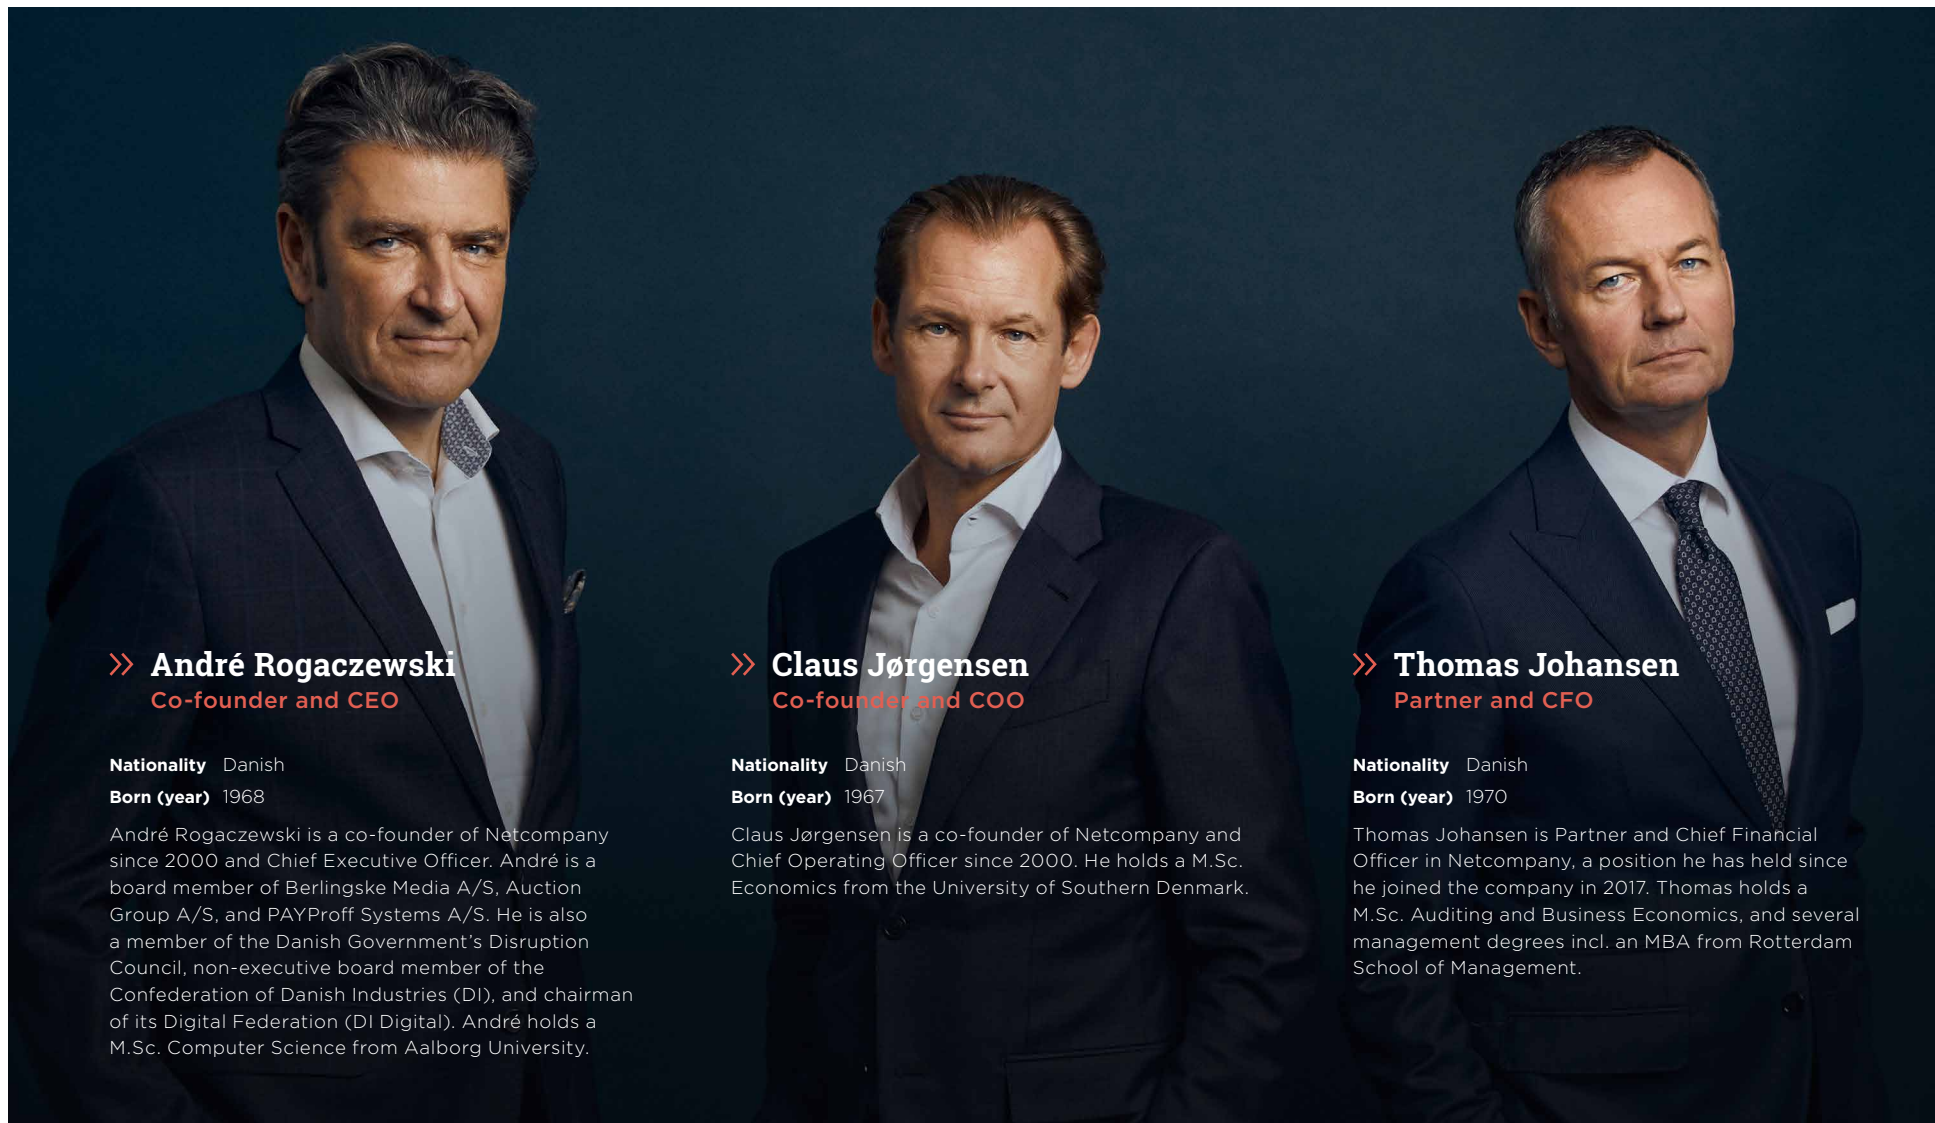 André Rogaczewski
Co-founder and CEO
Nationality Danish
Born (year) 1968
André Rogaczewski is a co-founder of Netcompany
since 2000 and Chief Executive Officer. André is a
board member of Berlingske Media A/S, Auction
Group A/S, and PAYProff Systems A/S. He is also
a member of the Danish Government’s Disruption
Council, non-executive board member of the
Confederation of Danish Industries (DI), and chairman
of its Digital Federation (DI Digital). André holds a
M.Sc. Computer Science from Aalborg University.
Claus Jørgensen
Co-founder and COO
Nationality Danish
Born (year) 1967
Claus Jørgensen is a co-founder of Netcompany and
Chief Operating Officer since 2000. He holds a M.Sc.
Economics from the University of Southern Denmark.
Thomas Johansen
Partner and CFO
Nationality Danish
Born (year) 1970
Thomas Johansen is Partner and Chief Financial
Officer in Netcompany, a position he has held since
he joined the company in 2017. Thomas holds a
M.Sc. Auditing and Business Economics, and several
management degrees incl. an MBA from Rotterdam
School of Management.